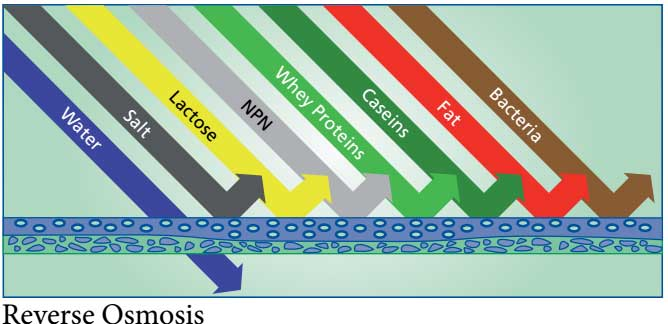 Water
Salt
Lactose
NPN
Whey Proteins
Caseins
Fat
Bacteria
Reverse Osmosis